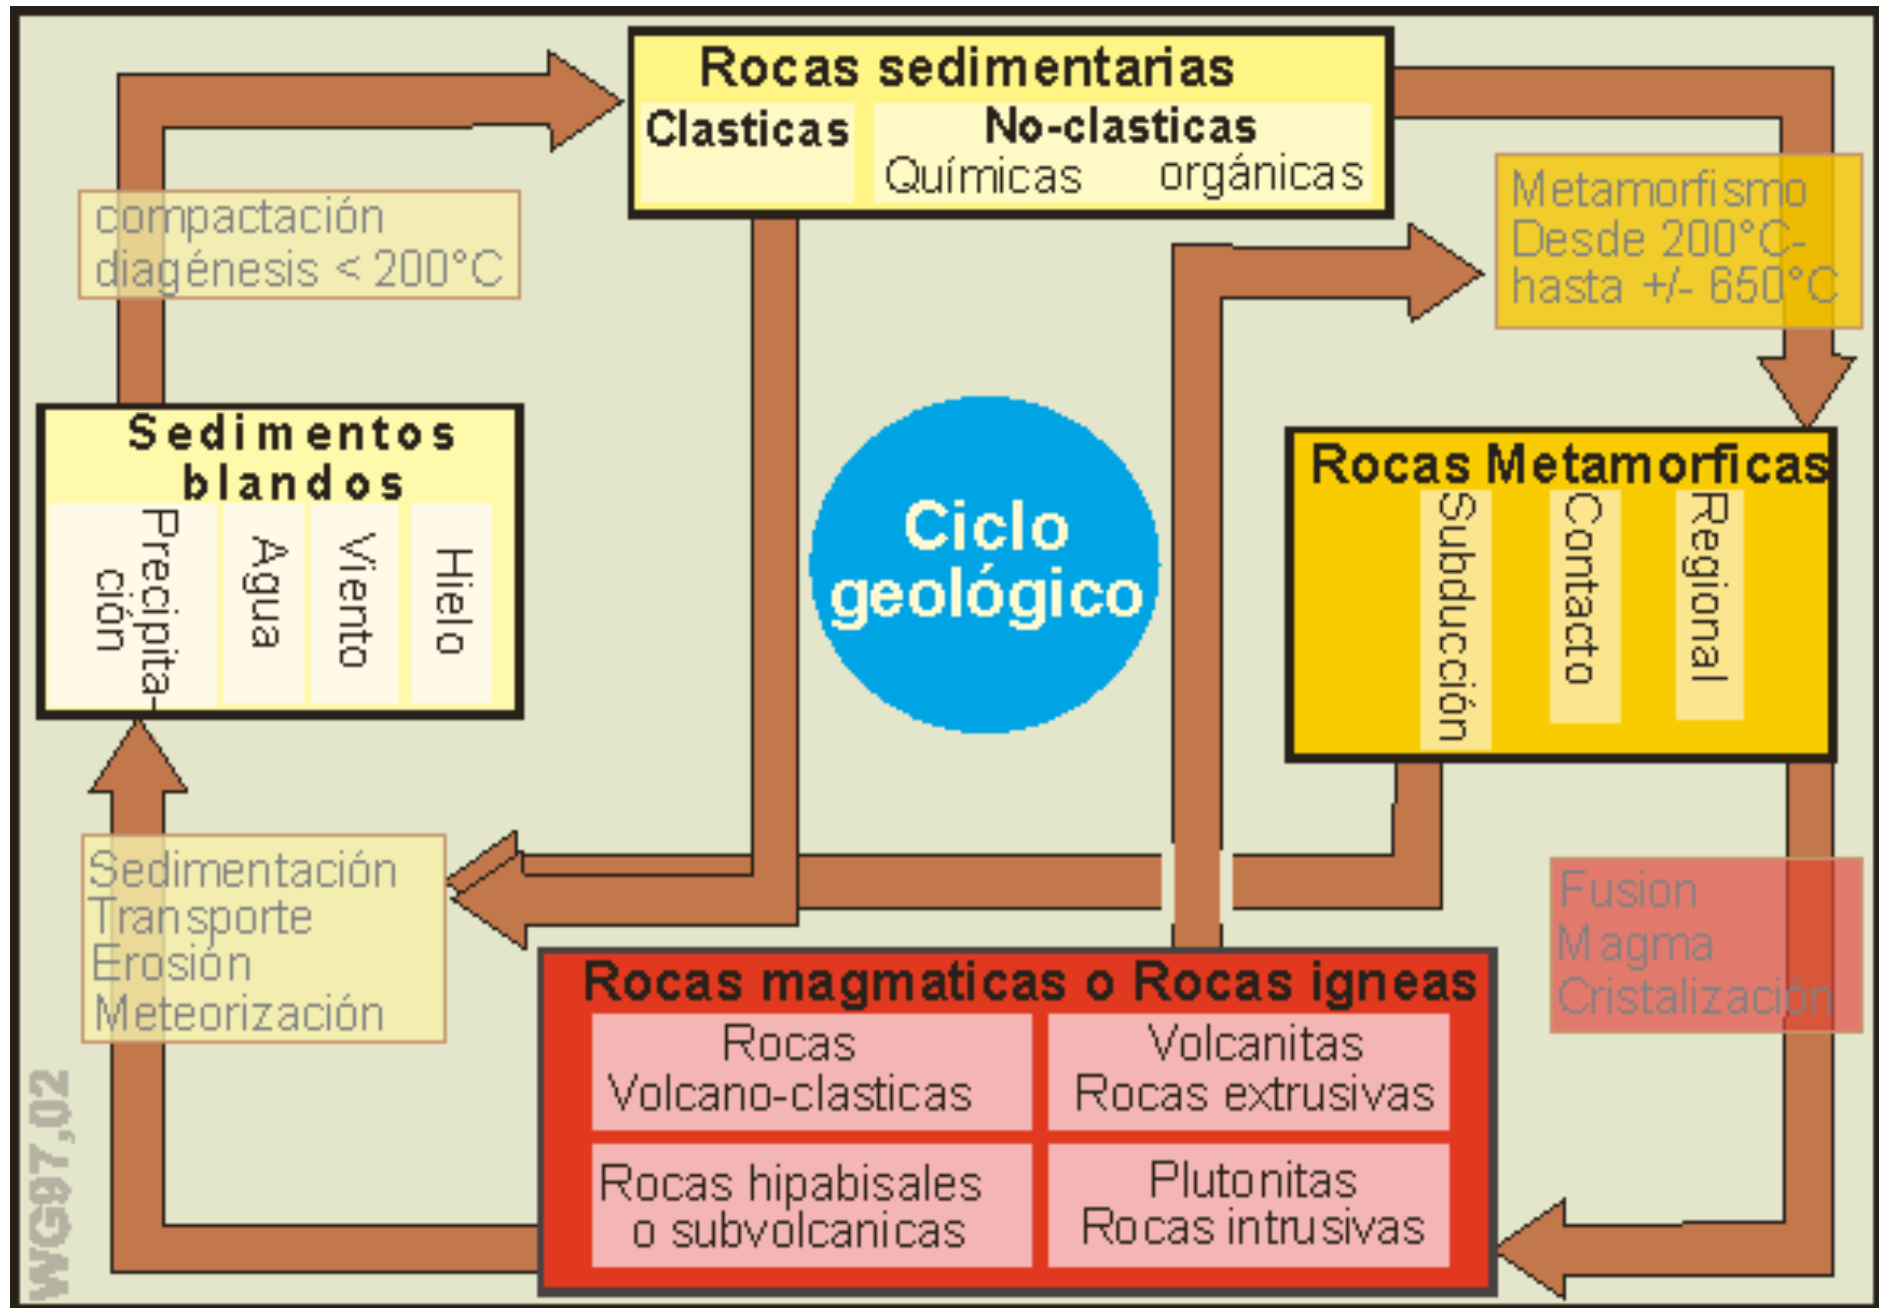 Rocas sedimentarias
Clasticas
No-clasticas
Químicas orgánicas
compactación
diagénesis < 200°C
Metamorfismo
Desde 200°C-
hasta +/- 650°C
Sedimentos
blandos
Precipita-
ción
Agua
Viento
Hielo
Ciclo
geológico
Rocas Metamorficas
Subducción
Contacto
Regional
Sedimentación
Transporte
Erosión
Meteorización
Fusion
Magma
Cristalización
Rocas magmaticas o Rocas igneas
Rocas
Volcano-clasticas
Volcanitas
Rocas extrusivas
Rocas hipabisales
o subvolcanicas
Plutonitas
Rocas intrusivas
WG97,02